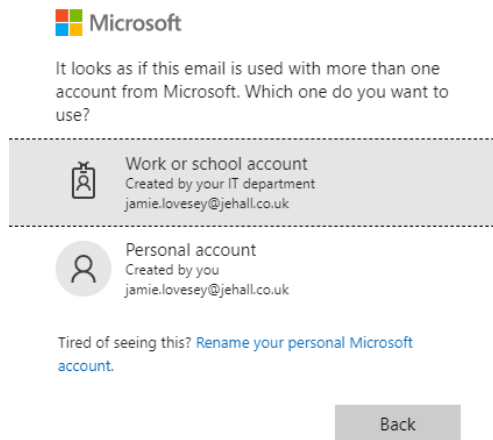 Microsoft
It looks as if this email is used with more than one
account from Microsoft. Which one do you want to
use?
Work or school account
Created by your IT department
jamie.lovesey@jehall.co.uk
Personal account
Created by you
jamie.lovesey@jehall.co.uk
Tired of seeing this? Rename your personal Microsoft
account.
Back